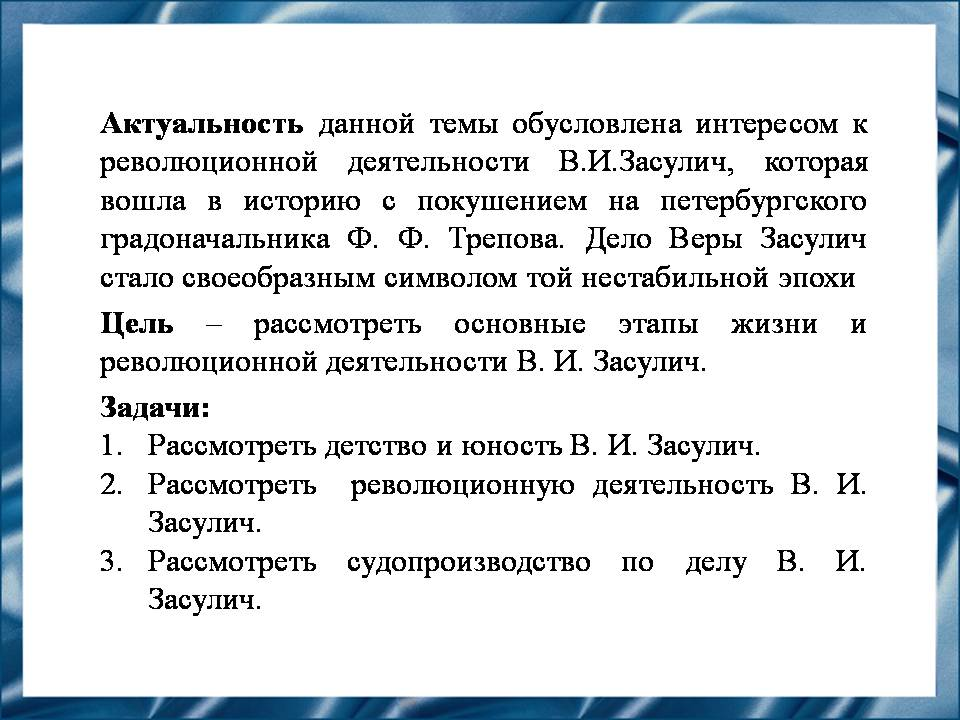 Актуальность данной темы обусловлена интересом к
революционной деятельности В.И.Засулич, которая
вошла в историю с покушением на петербургского
градоначальника Ф. Ф. Трепова. Дело Веры Засулич
стало своеобразным символом той нестабильной эпохи
Цель – рассмотреть основные этапы жизни и
революционной деятельности В. И. Засулич.
Задачи:
1. Рассмотреть детство и юность В. И. Засулич.
2. Рассмотреть революционную деятельность В. И.
Засулич.
3. Рассмотреть судопроизводство по делу В. И.
Засулич.